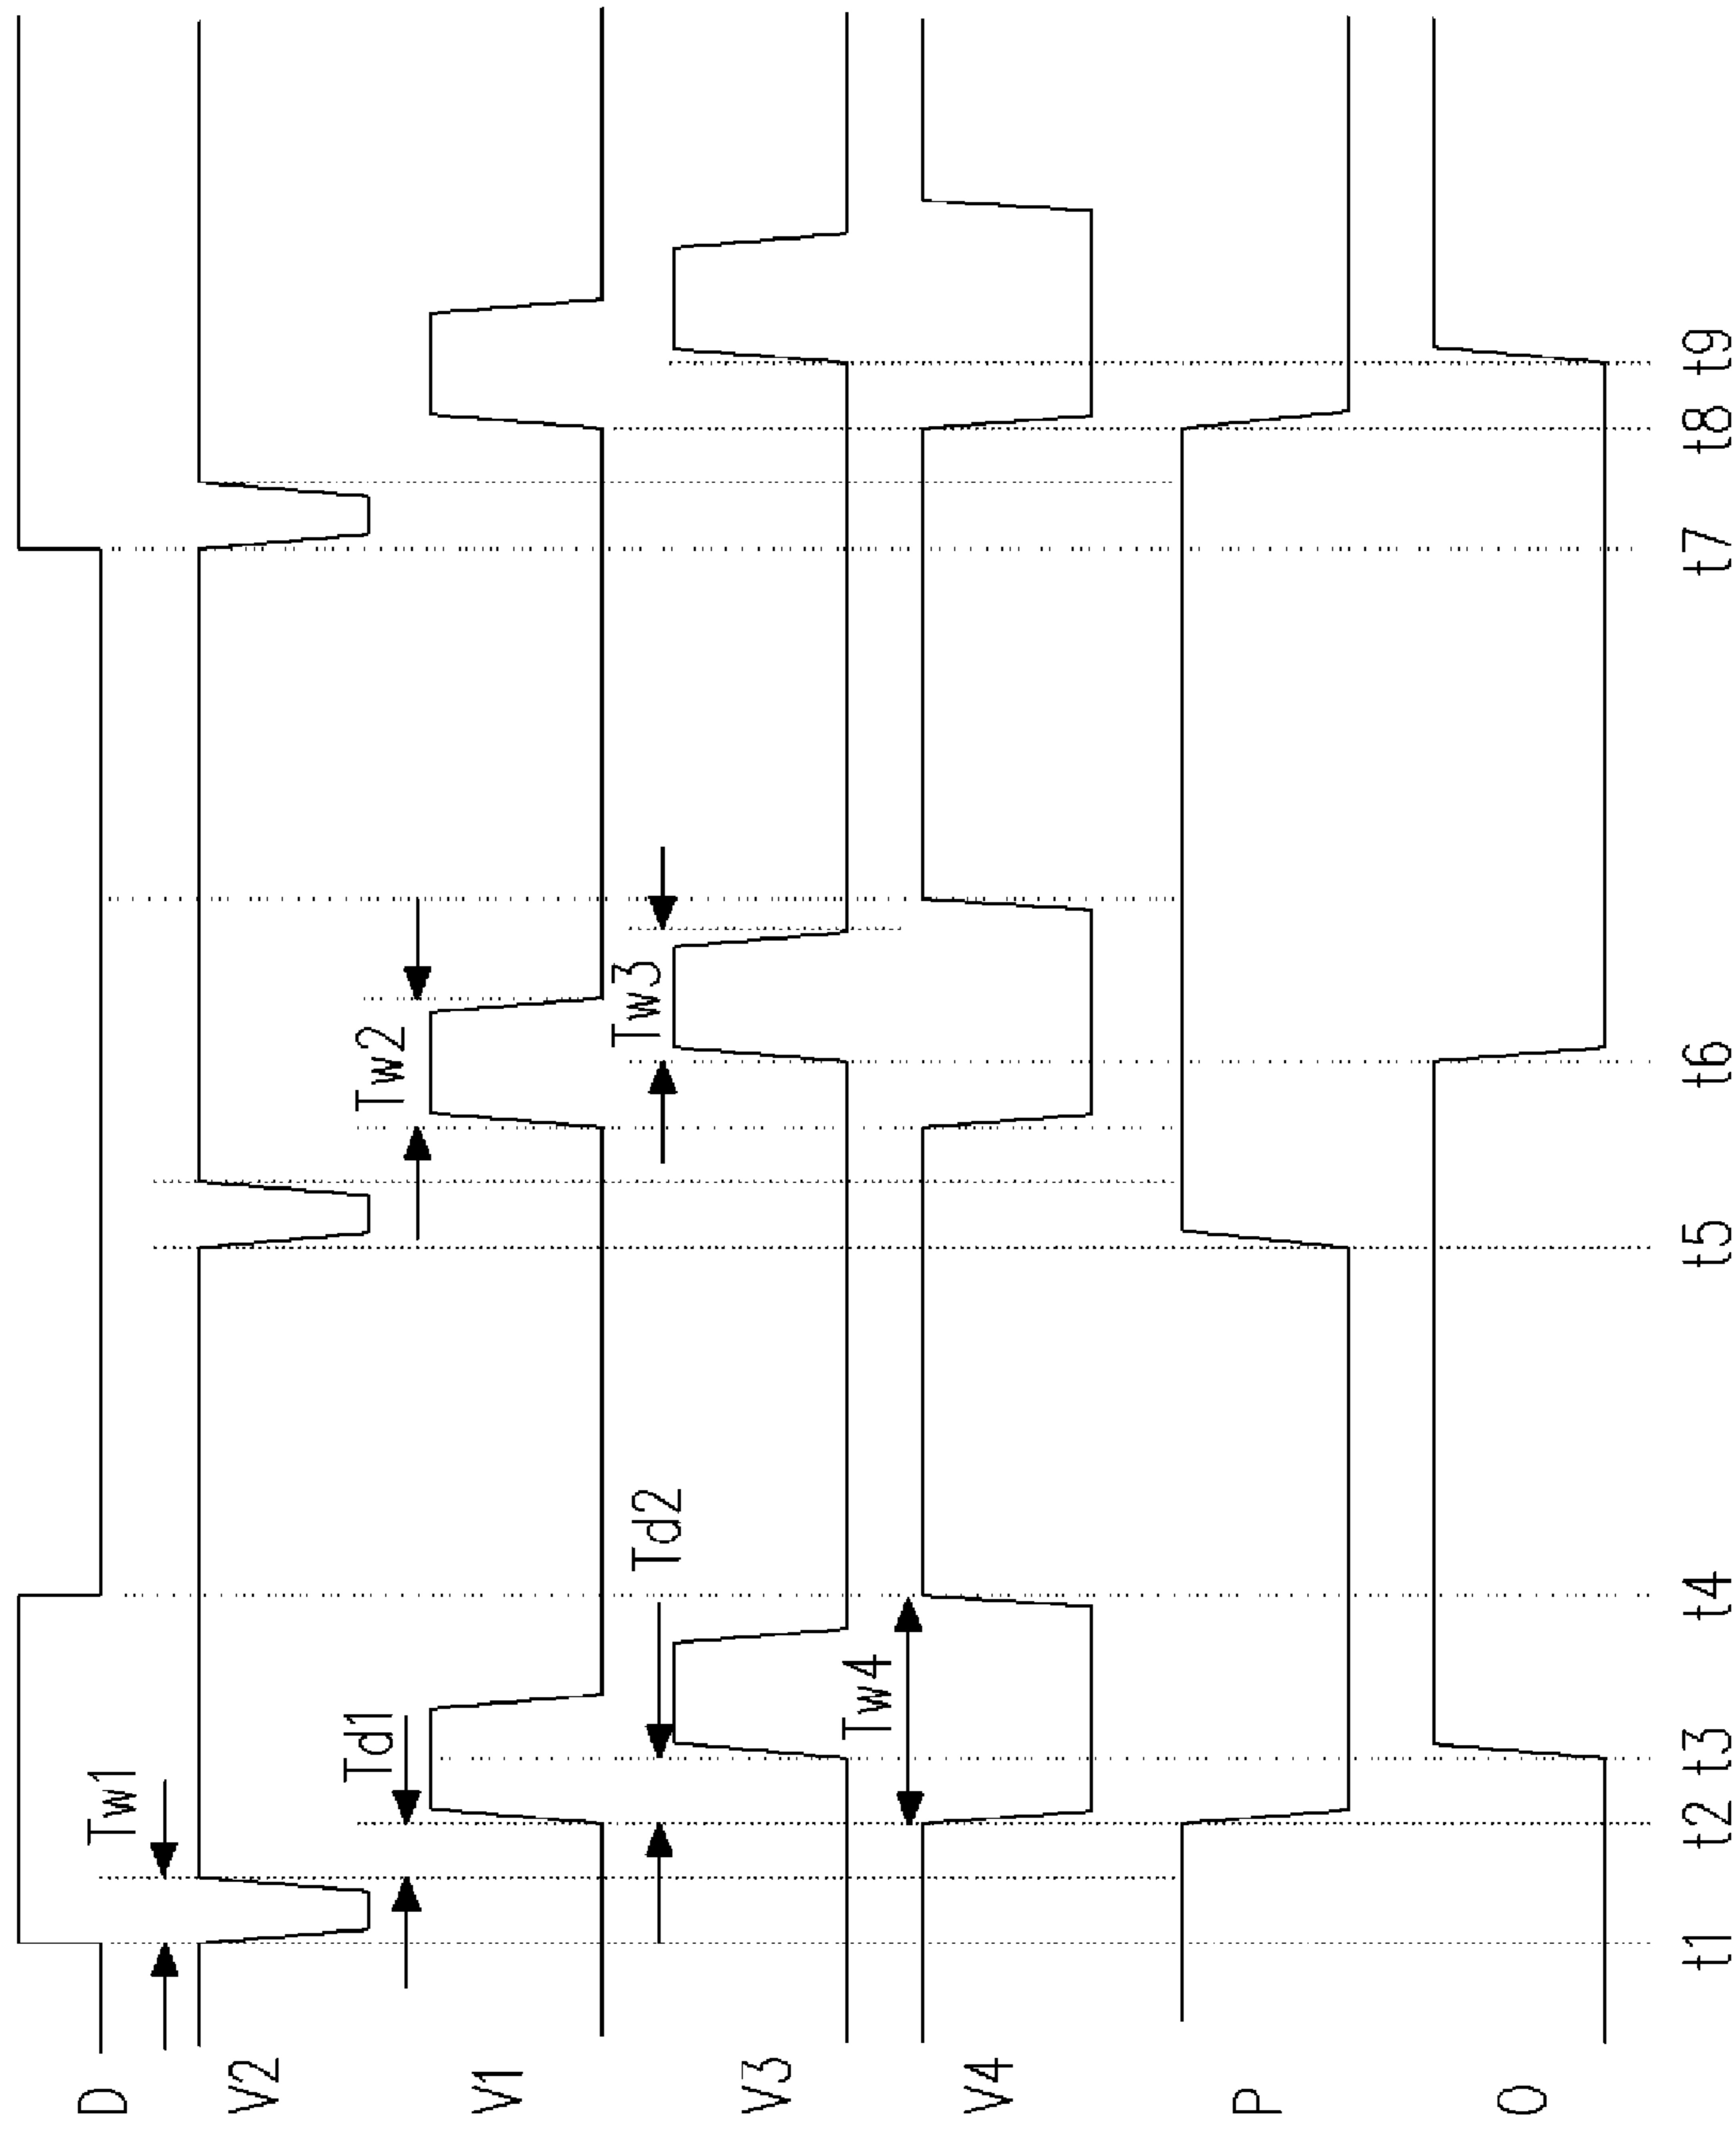 D
V2
V1
V3
V4
P
O
Tw1
Td1
Td2
Tw4
Tw2
Tw3
t1 t2 t3 t4 t5 t6 t7 t8 t9